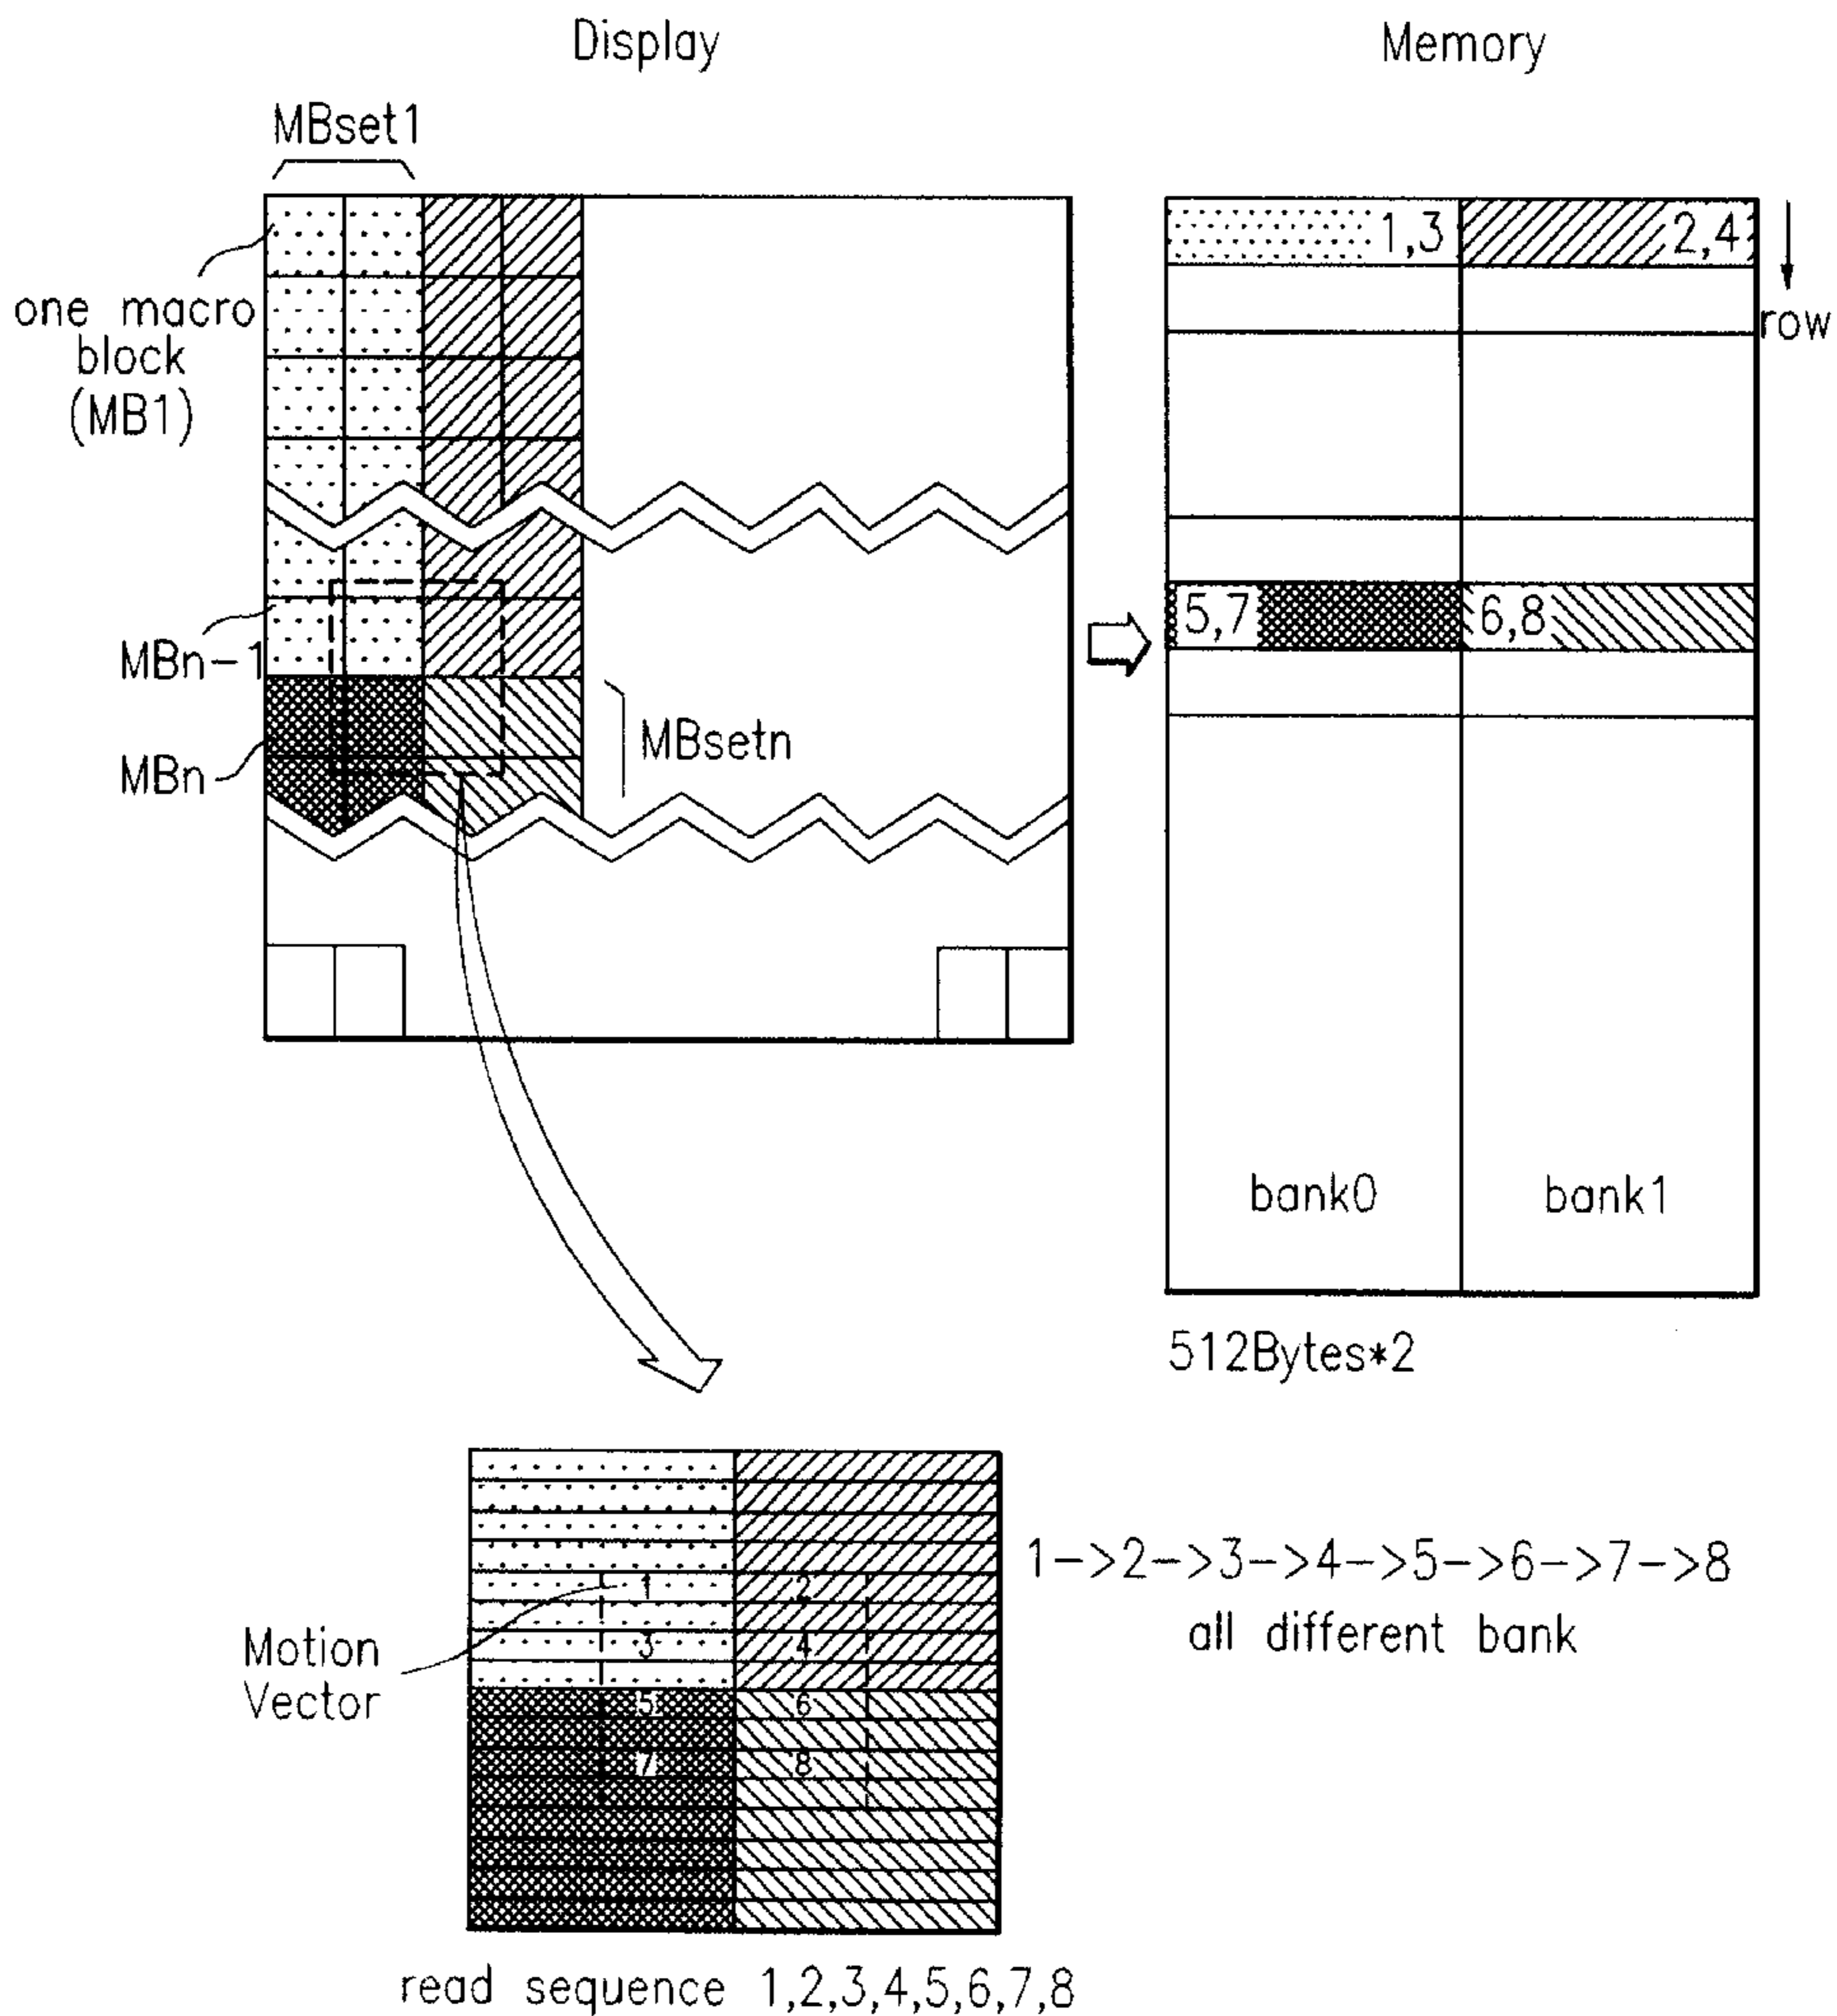 Display
Memory
MBset1
1,3
2,4
one macro
block
(MB1)
row
MBn-1
5,7
6,8
MBsetn
MBn
bank0
bank1
512Bytes*2
1->2->3->4->5->6->7->8
all different bank
1
2
3
4
Motion
Vector
5
6
7
8
read sequence 1,2,3,4,5,6,7,8